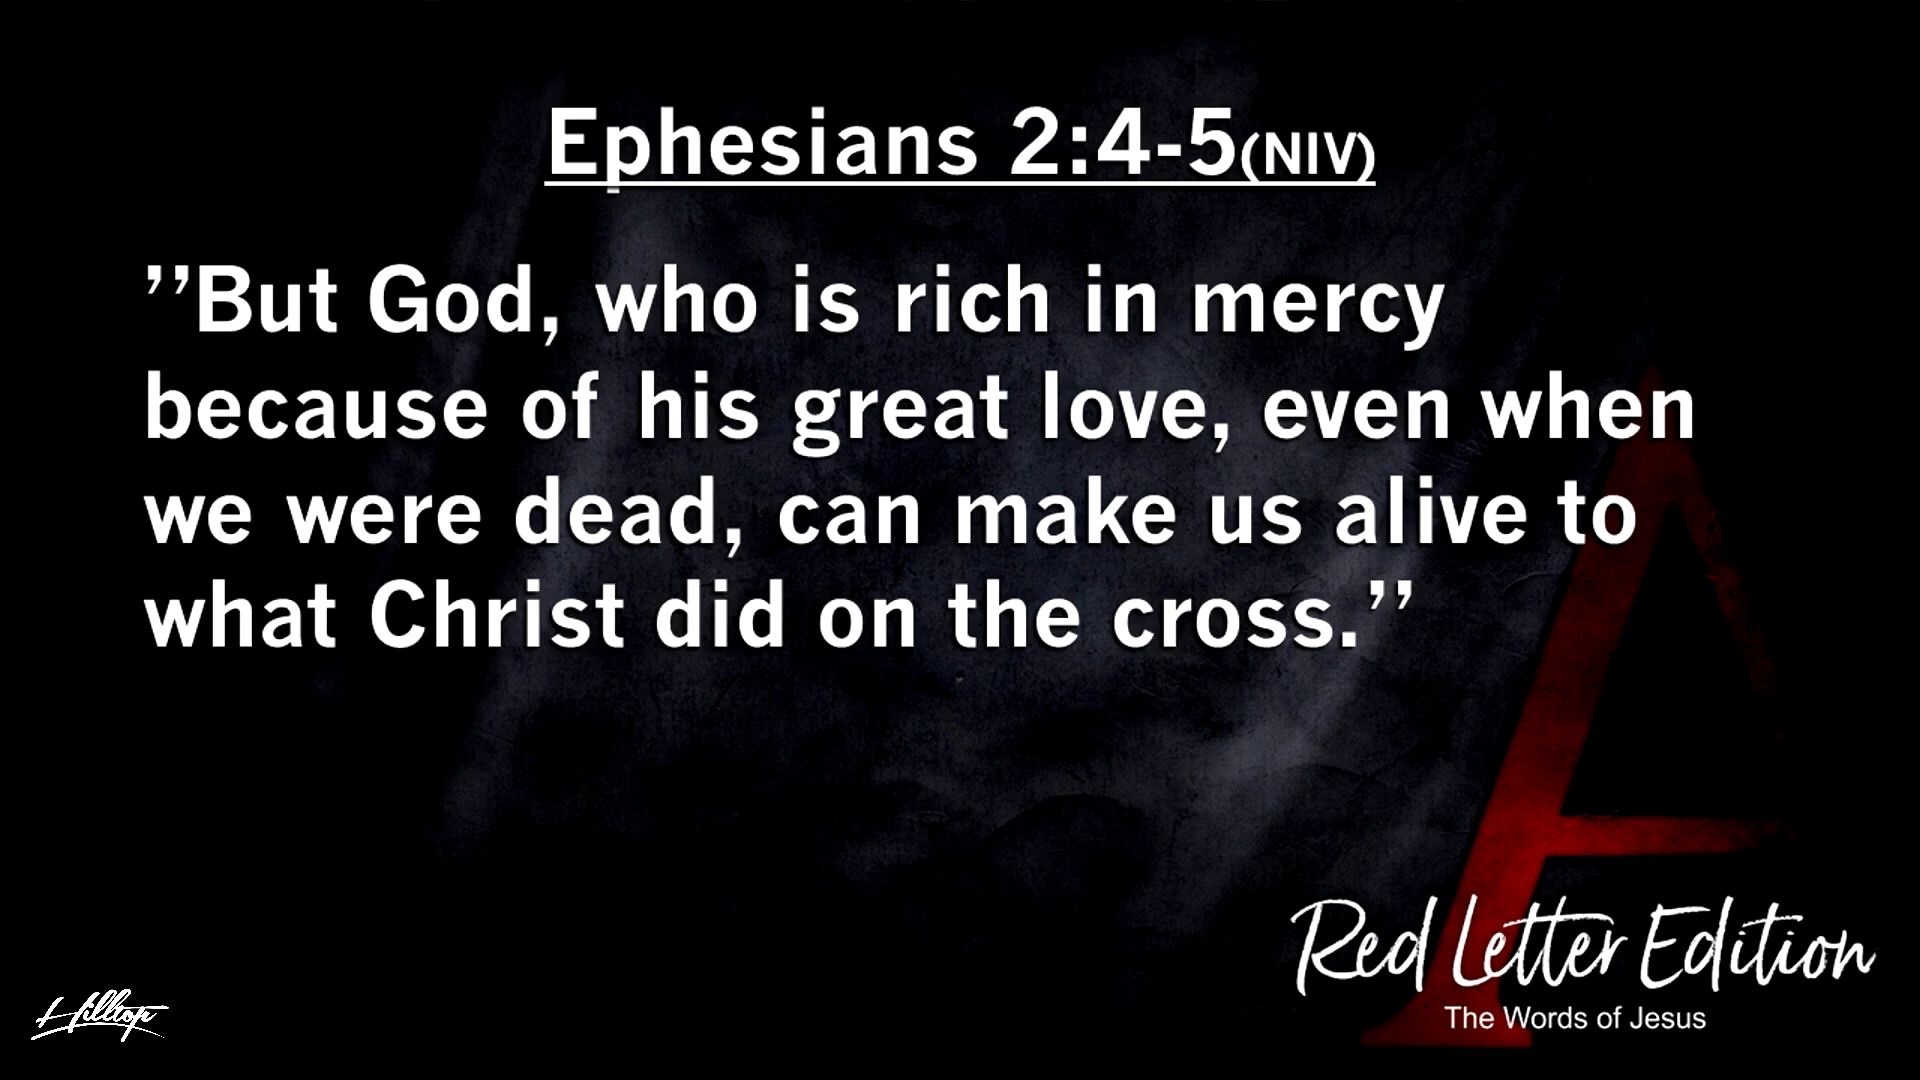 Ephesians 2:4-5(NIV)
’’But God, who is rich in mercy
because of his great love, even when
we were dead, can make us alive to
what Christ did on the cross.’’
Red Letter Edition
The Words of Jesus
Hilltop